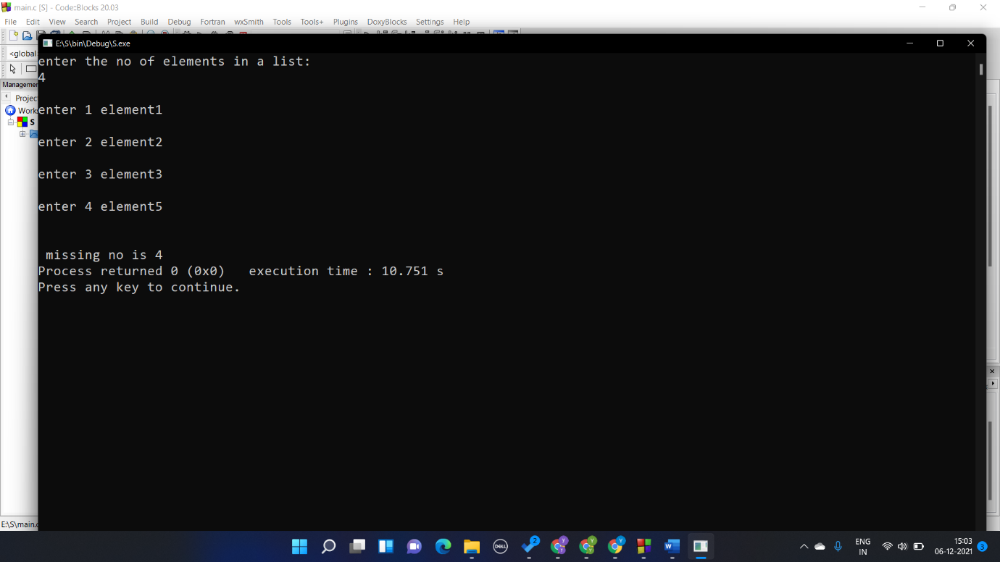 main.c [S] - Code::Blocks 20.03
File Edit View Search Project Build Debug Fortran wxSmith Tools Tools+ Plugins DoxyBlocks Settings Help
E:\S\bin\Debug\S.exe
<global
enter the no of elements in a list:
4
Managemen
Projec
enter 1 element1
Works
S
enter 2 element2
enter 3 element3
enter 4 element5
missing no is 4
Process returned 0 (0x0) execution time : 10.751 s
Press any key to continue.
E:\S\main.c
DELL
2
Y
Y
Y
W
ENG
IN
15:03
06-12-2021
3